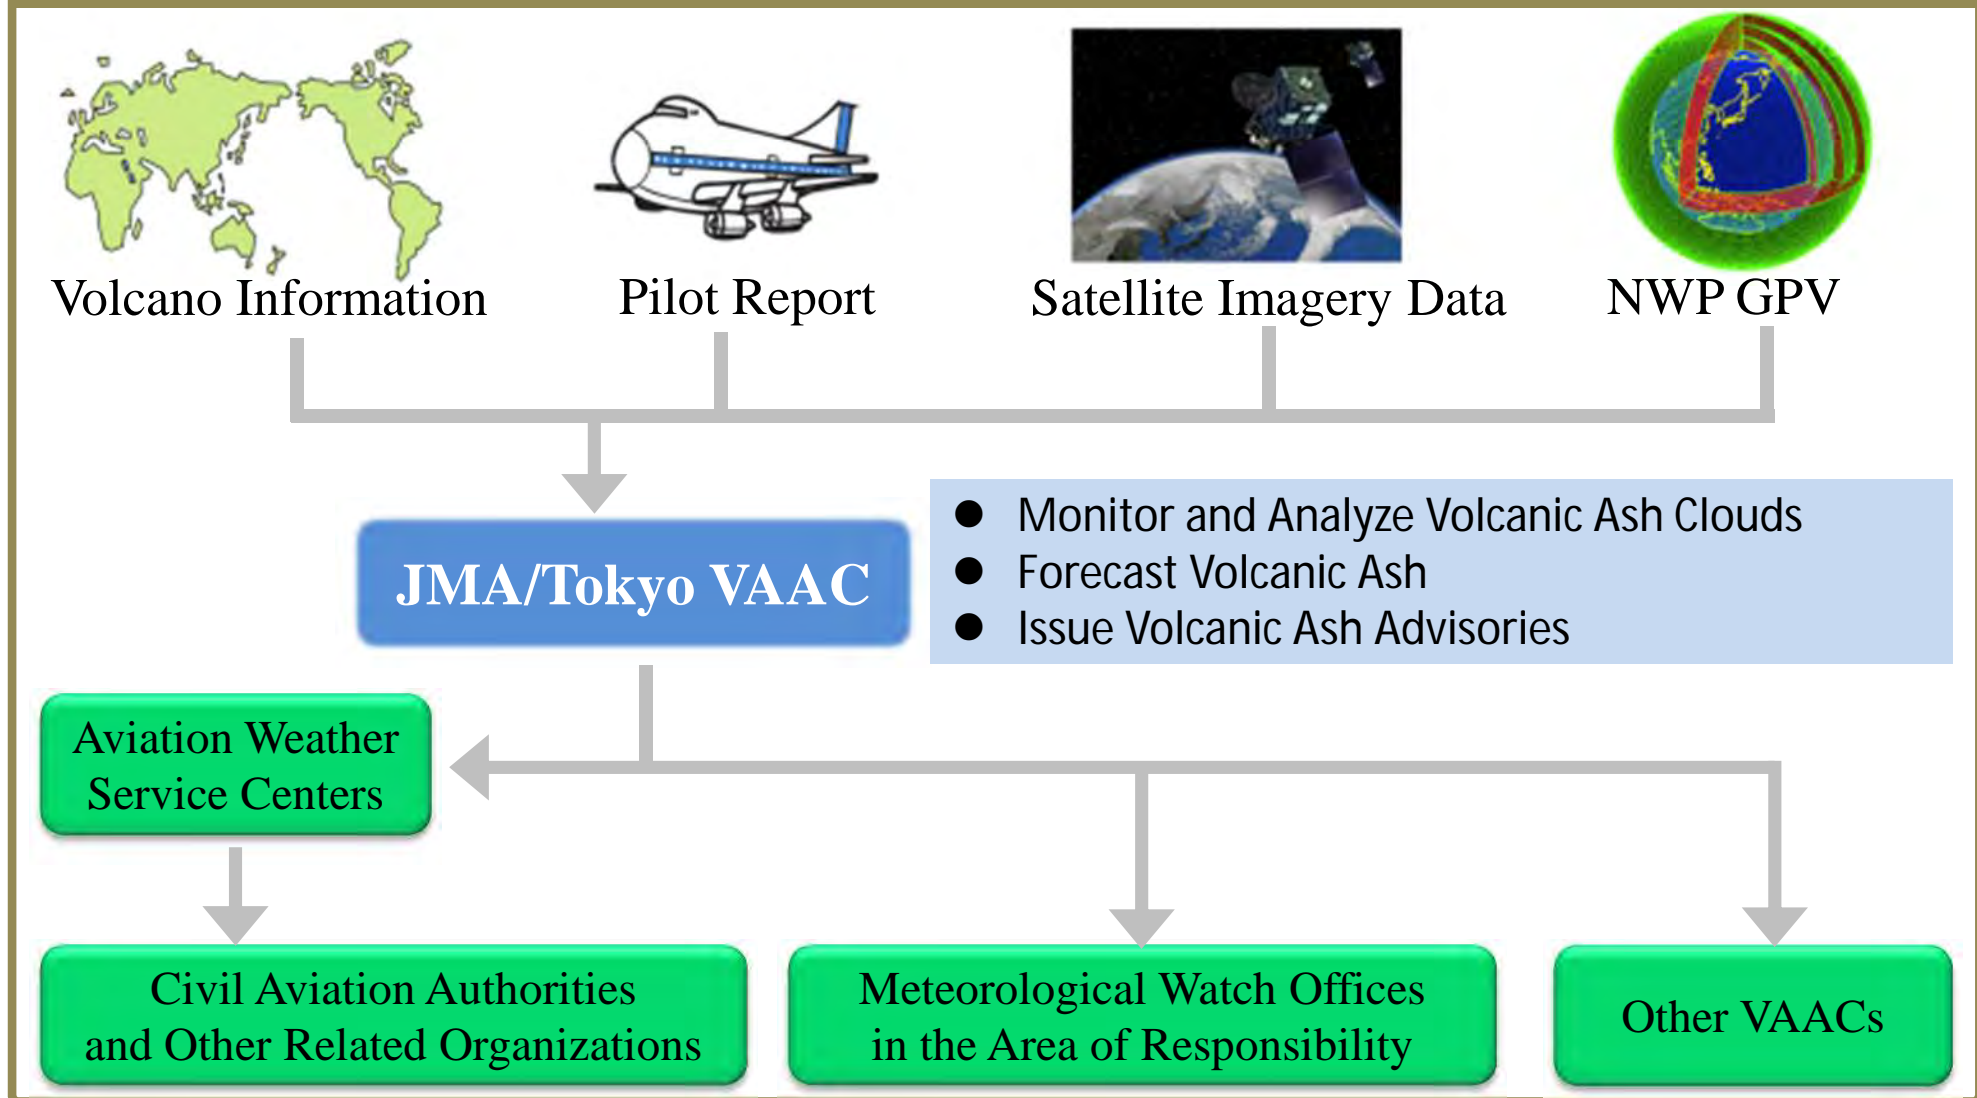 Volcano Information
Pilot Report
Satellite Imagery Data
NWP GPV
JMA/Tokyo VAAC
● Monitor and Analyze Volcanic Ash Clouds
● Forecast Volcanic Ash
● Issue Volcanic Ash Advisories
Aviation Weather
Service Centers
Civil Aviation Authorities
and Other Related Organizations
Meteorological Watch Offices
in the Area of Responsibility
Other VAACs